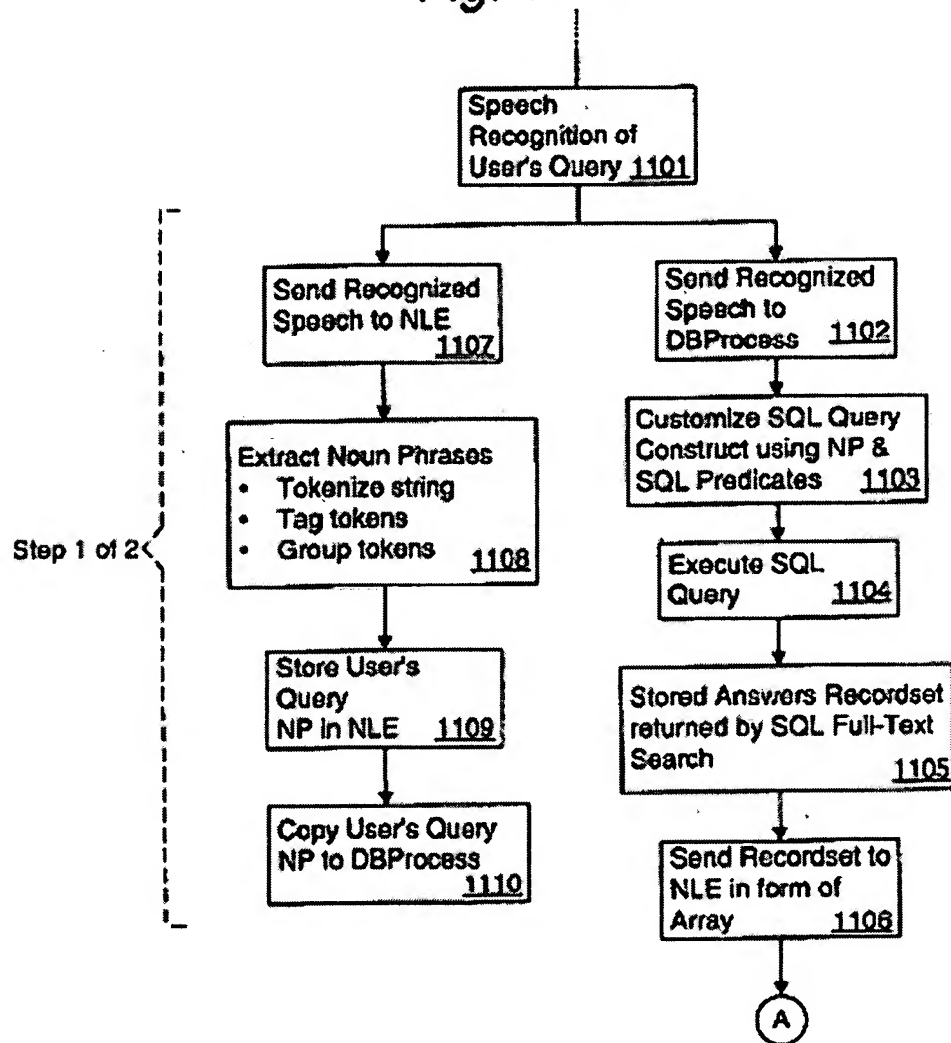 Fig.
Speech
Recognition of
User's Query 1101
Send Recognized
Speech to NLE
1107
Send Recognized
Speech to
DBProcess 1102
Extract Noun Phrases
• Tokenize string
• Tag tokens
• Group tokens
1108
Customize SQL Query
Construct using NP &
SQL Predicates 1103
Step 1 of 2
Execute SQL
Query 1104
Store User's
Query
NP in NLE 1109
Stored Answers Recordset
returned by SQL Full-Text
Search
1105
Copy User's Query
NP to DBProcess
1110
Send Recordset to
NLE in form of
Array 1106
A